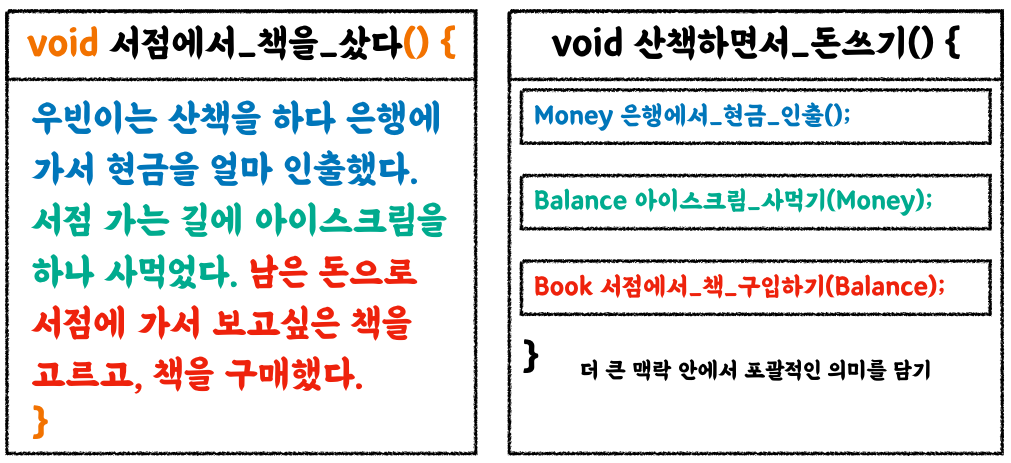 void 서점에서_책을_샀다() {
우빈이는 산책을 하다 은행에
가서 현금을 얼마 인출했다.
서점 가는 길에 아이스크림을
하나 사먹었다. 남은 돈으로
서점에 가서 보고싶은 책을
고르고, 책을 구매했다.
}
void 산책하면서_돈쓰기() {
Money 은행에서_현금_인출();
Balance 아이스크림_사먹기(Money);
Book 서점에서_책_구입하기(Balance);
}
더 큰 맥락 안에서 포괄적인 의미를 담기